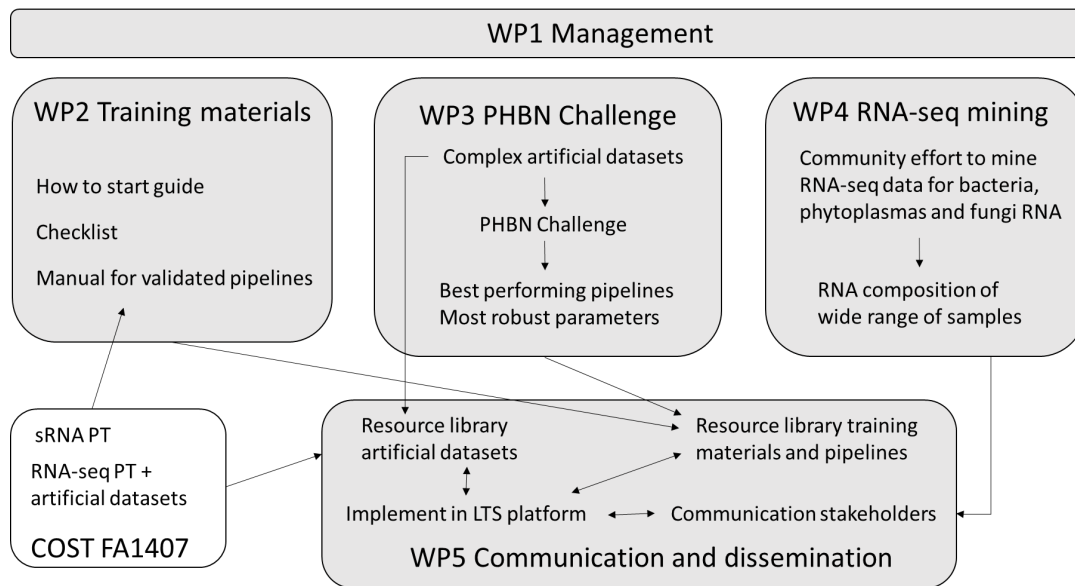 WP1 Management
WP2 Training materials
How to start guide
Checklist
Manual for validated pipelines
WP3 PHBN Challenge
Complex artificial datasets
PHBN Challenge
Best performing pipelines
Most robust parameters
WP4 RNA-seq mining
Community effort to mine
RNA-seq data for bacteria,
phytoplasmas and fungi RNA
RNA composition of
wide range of samples
sRNA PT
RNA-seq PT +
artificial datasets
COST FA1407
Resource library
artificial datasets
Resource library training
materials and pipelines
Implement in LTS platform
Communication stakeholders
WP5 Communication and dissemination